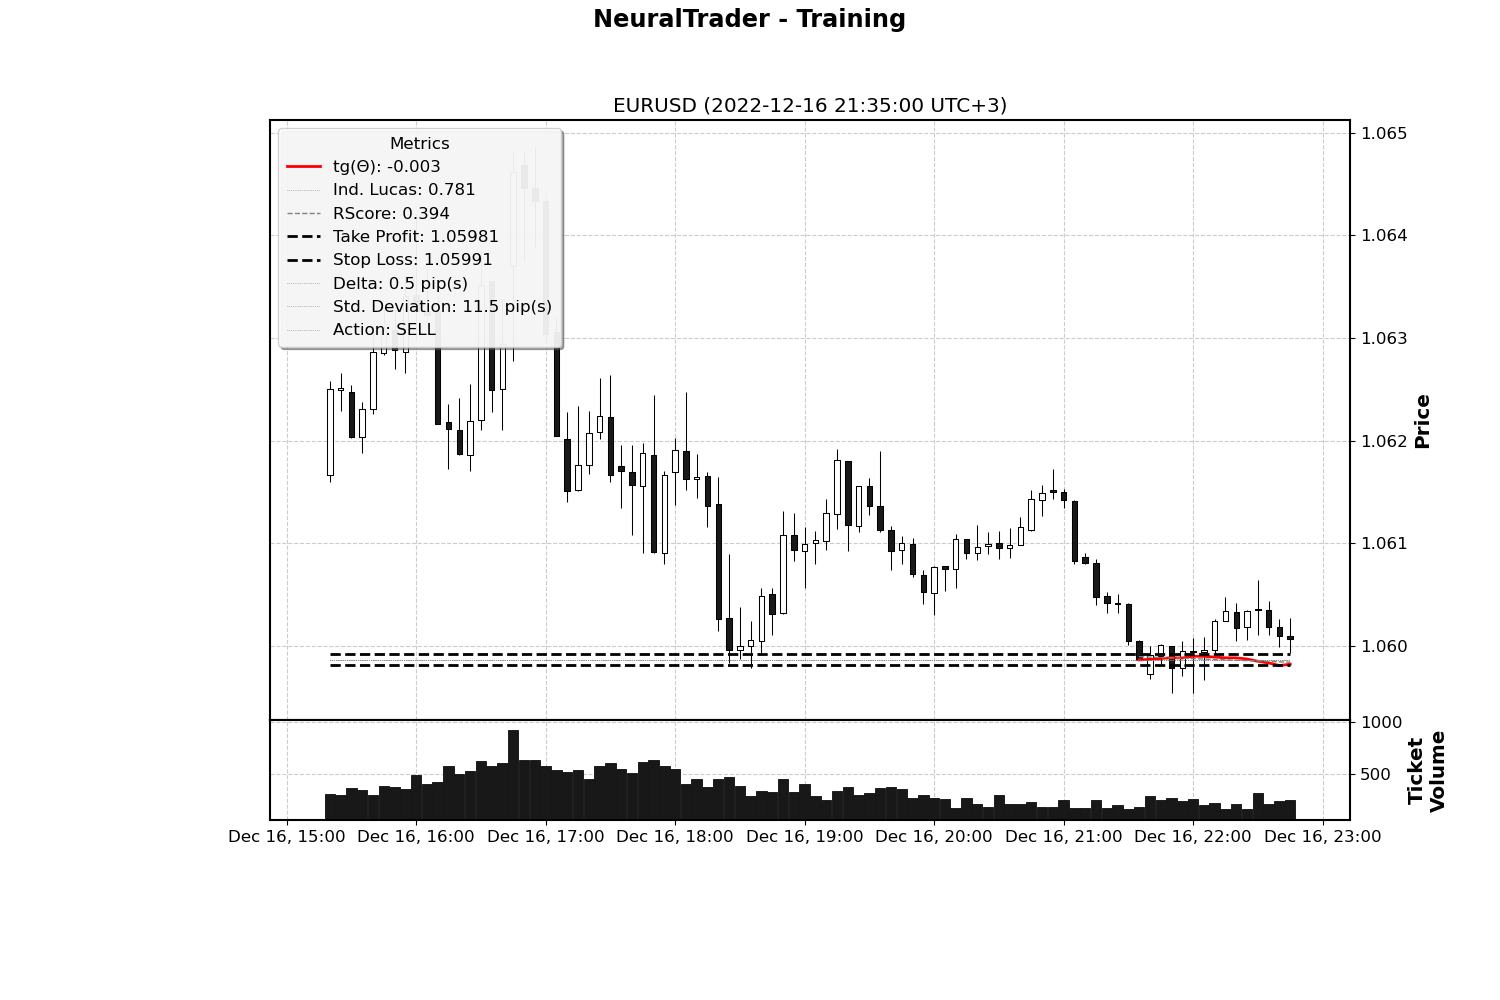 NeuralTrader - Training
EURUSD (2022-12-16 21:35:00 UTC+3)
Metrics
tg(Θ): -0.003
Ind. Lucas: 0.781
RScore: 0.394
Take Profit: 1.05981
Stop Loss: 1.05991
Delta: 0.5 pip(s)
Std. Deviation: 11.5 pip(s)
Action: SELL
1.065
1.064
1.063
1.062
1.061
1.060
Price
1000
500
Ticket
Volume
Dec 16, 15:00 Dec 16, 16:00 Dec 16, 17:00 Dec 16, 18:00 Dec 16, 19:00 Dec 16, 20:00 Dec 16, 21:00 Dec 16, 22:00 Dec 16, 23:00